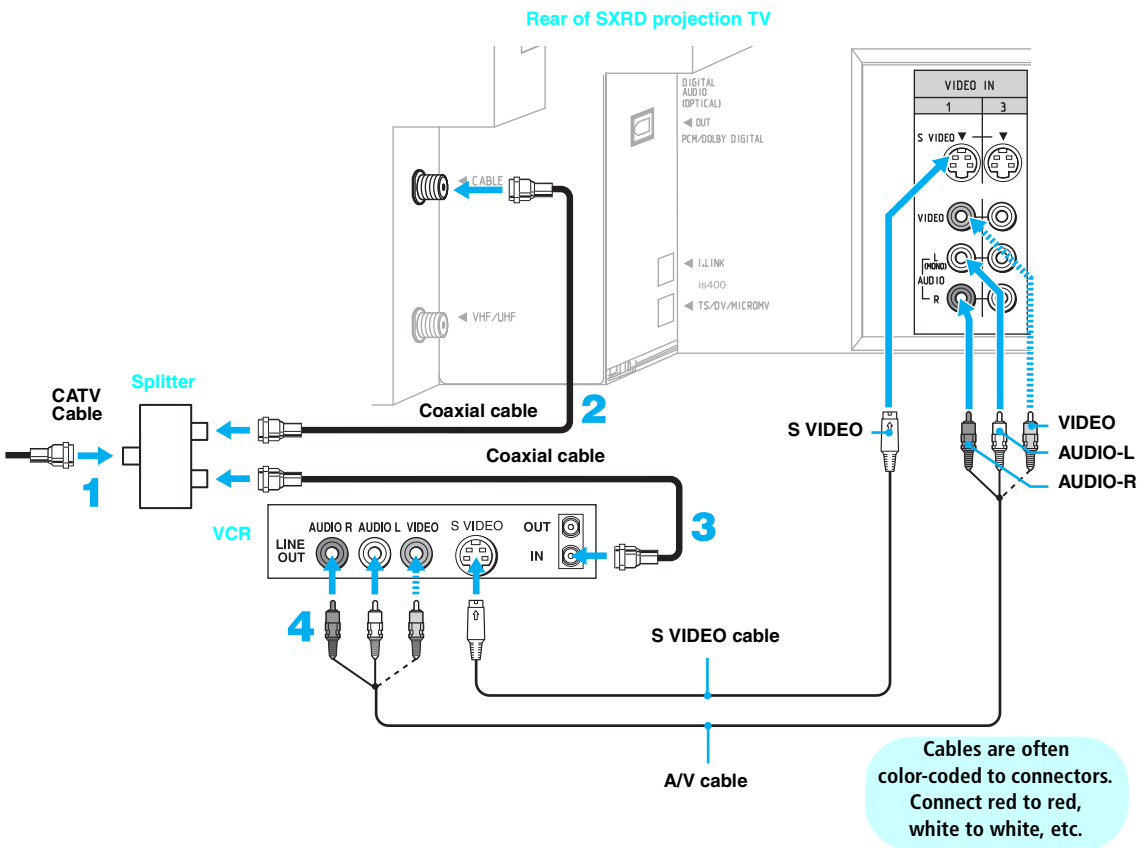 Rear of SXRD projection TV
DIGITAL
AUDIO
(OPTICAL)
OUT
PCM/DOLBY DIGITAL
VIDEO IN
1 3
S VIDEO
CABLE
VIDEO
L
(MONO)
AUDIO
R
I.LINK
is400
TS/DV/MICROMV
VHF/UHF
Splitter
CATV
Cable
Coaxial cable
2
S VIDEO
VIDEO
AUDIO-L
AUDIO-R
1
Coaxial cable
VCR
LINE
OUT
AUDIO R AUDIO L VIDEO S VIDEO
OUT
IN
3
4
S VIDEO cable
A/V cable
Cables are often
color-coded to connectors.
Connect red to red,
white to white, etc.